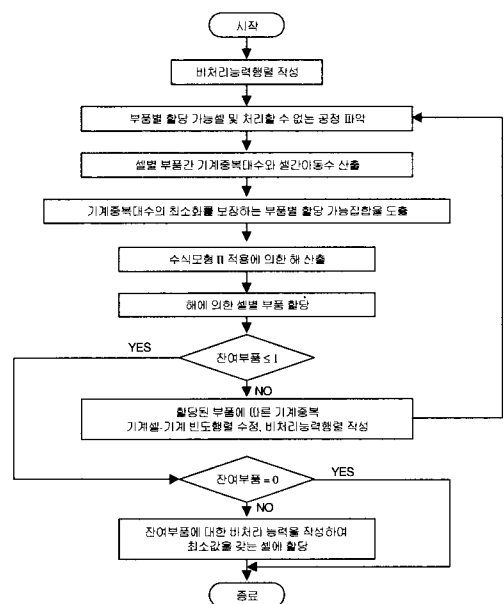 시작
비처리능력행렬 작성
부품별 할당 가능셀 및 처리할 수 없는 공정 파악
셀별 부품간 기계중복대수와 셀간이동수 산출
기계중복대수의 최소화를 보장하는 부품별 할당 가능집합을 도출
수식모형 II 적용에 의한 해 산출
해에 의한 셀별 부품 할당
YES
잔여부품 ≤ 1
NO
할당된 부품에 따른 기계중복
기계셀-기계 빈도행렬 수정, 비처리능력행렬 작성
잔여부품 = 0
YES
NO
잔여부품에 대한 비처리 능력을 작성하여
최소값을 갖는 셀에 할당
종료